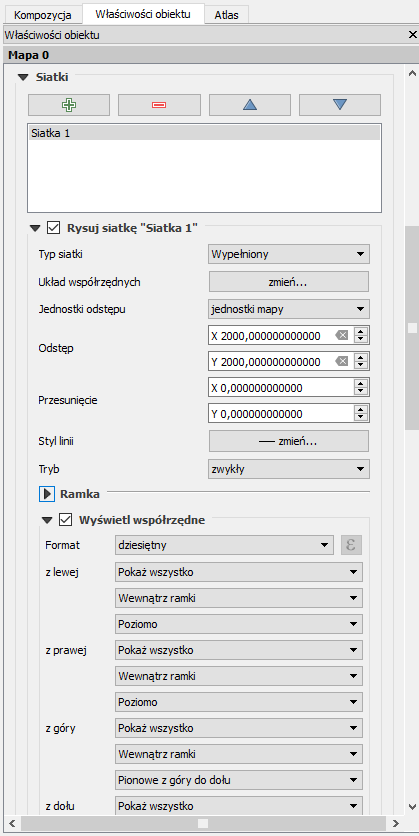 Kompozycja Właściwości obiektu Atlas
Właściwości obiektu
Mapa 0
Siatki
Siatka 1
Rysuj siatkę "Siatka 1"
Typ siatki Wypełniony
Układ współrzędnych zmień...
Jednostki odstępu jednostki mapy
Odstęp X 2000,000000000000
Y 2000,000000000000
Przesunięcie X 0,000000000000
Y 0,000000000000
Styl linii zmień...
Tryb zwykły
Ramka
Wyświetl współrzędne
Format dziesiętny ε
z lewej Pokaż wszystko
Wewnątrz ramki
Poziomo
z prawej Pokaż wszystko
Wewnątrz ramki
Poziomo
z góry Pokaż wszystko
Wewnątrz ramki
Pionowe z góry do dołu
z dołu Pokaż wszystko